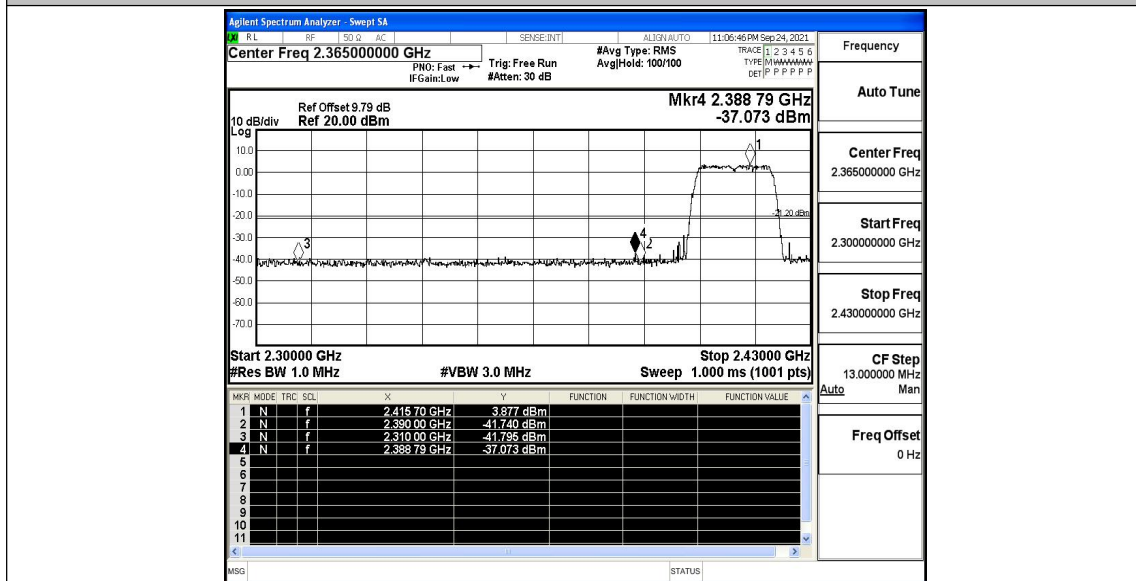 Agilent Spectrum Analyzer - Swept SA
LXI RL RF 50 Ω AC SENSE:INT ALIGN AUTO 11:06:46 PM Sep 24, 2021
Center Freq 2.365000000 GHz
PNO: Fast
IFGain:Low
Trig: Free Run
#Atten: 30 dB
#Avg Type: RMS
Avg|Hold: 100/100
TRACE 1 2 3 4 5 6
TYPE MWWWWW
DET P P P P P P
Mkr4 2.388 79 GHz
-37.073 dBm
Ref Offset 9.79 dB
10 dB/div Ref 20.00 dBm
Log
10.0
0.00
-10.0
-20.0
-30.0
-40.0
-50.0
-60.0
-70.0
1
-21.20 dBm
3
4
2
Start 2.30000 GHz Stop 2.43000 GHz
#Res BW 1.0 MHz #VBW 3.0 MHz Sweep 1.000 ms (1001 pts)
MKR MODE TRC SCL X Y FUNCTION FUNCTION WIDTH FUNCTION VALUE
1 N f 2.415 70 GHz 3.877 dBm
2 N f 2.390 00 GHz -41.740 dBm
3 N f 2.310 00 GHz -41.795 dBm
4 N f 2.388 79 GHz -37.073 dBm
5
6
7
8
9
10
11
MSG STATUS
Frequency
Auto Tune
Center Freq
2.365000000 GHz
Start Freq
2.300000000 GHz
Stop Freq
2.430000000 GHz
CF Step
13.000000 MHz
Auto Man
Freq Offset
0 Hz